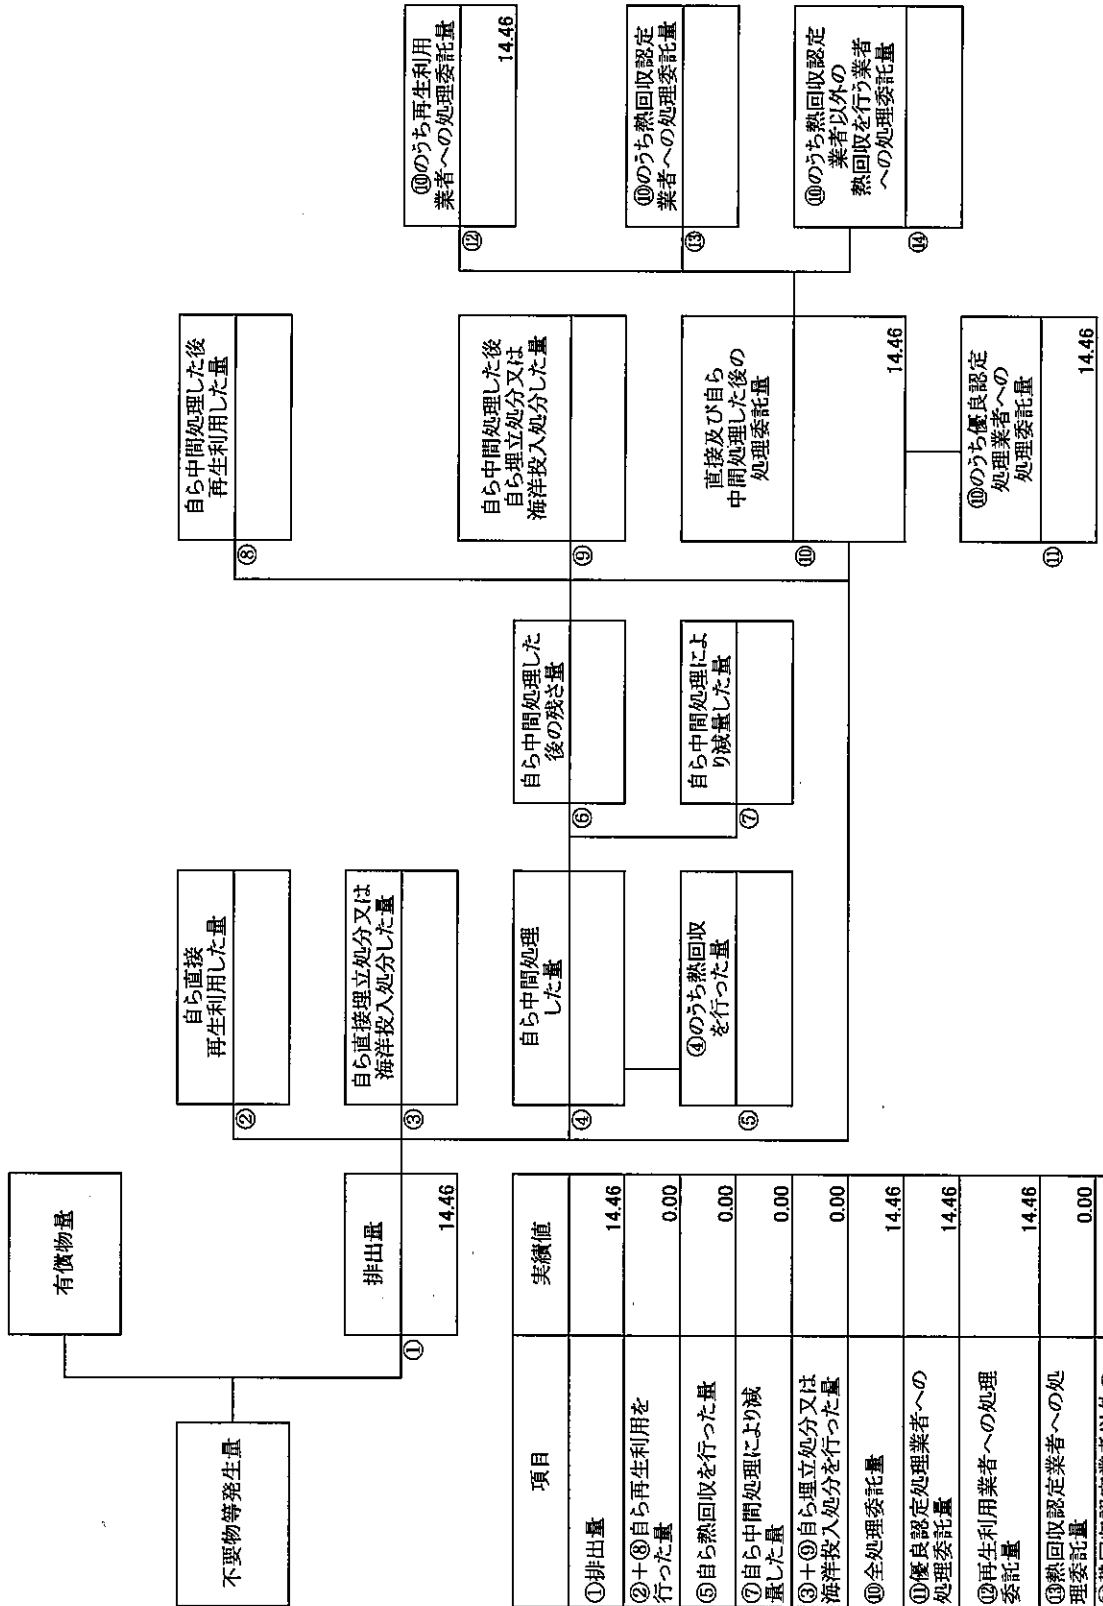 不要物等発生量
有償物量
排出量
①
14.46
自ら直接
再生利用した量
②
自ら直接埋立処分又は
海洋投入処分した量
③
自ら中間処理
した量
④
④のうち熱回収
を行った量
⑤
自ら中間処理した
後の残さ量
⑥
自ら中間処理によ
り減量した量
⑦
自ら中間処理した後
再生利用した量
⑧
自ら中間処理した後
自ら埋立処分又は
海洋投入処分した量
⑨
直接及び自ら
中間処理した後の
処理委託量
⑩
14.46
⑩のうち優良認定
処理業者への
処理委託量
⑪
14.46
⑩のうち再生利用
業者への処理委託量
⑫
14.46
⑩のうち熱回収認定
業者への処理委託量
⑬
⑩のうち熱回収認定
業者以外の
熱回収を行う業者
への処理委託量
⑭
項目 実績値
①排出量 14.46
②+⑧自ら再生利用を
行った量 0.00
⑤自ら熱回収を行った量 0.00
⑦自ら中間処理により減
量した量 0.00
③+⑨自ら埋立処分又は
海洋投入処分を行った量 0.00
⑩全処理委託量 14.46
⑪優良認定処理業者への
処理委託量 14.46
⑫再生利用業者への処理
委託量 14.46
⑬熱回収認定業者への処
理委託量 0.00